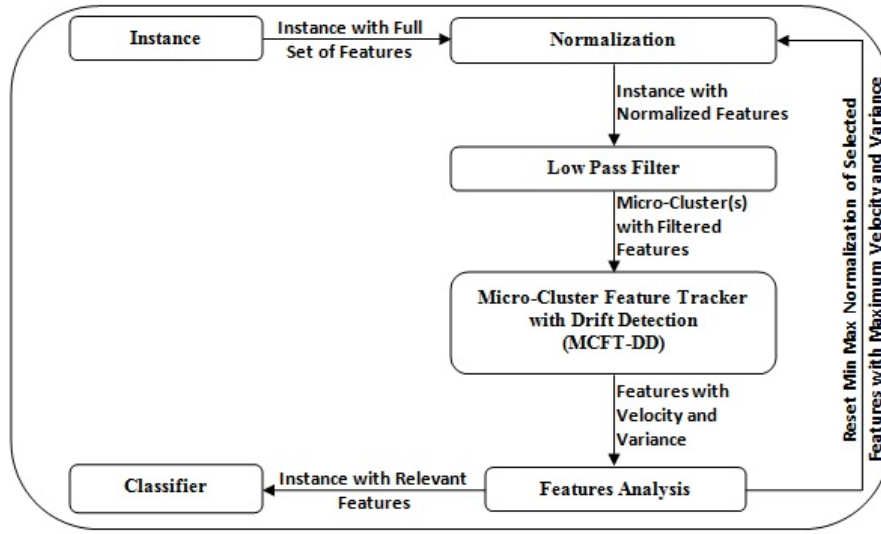 Instance
Instance with Full
Set of Features
Normalization
Instance with
Normalized Features
Low Pass Filter
Micro-Cluster(s)
with Filtered
Features
Micro-Cluster Feature Tracker
with Drift Detection
(MCFT-DD)
Features with
Velocity and
Variance
Features Analysis
Instance with Relevant
Features
Classifier
Reset Min Max Normalization of Selected
Features with Maximum Velocity and Variance